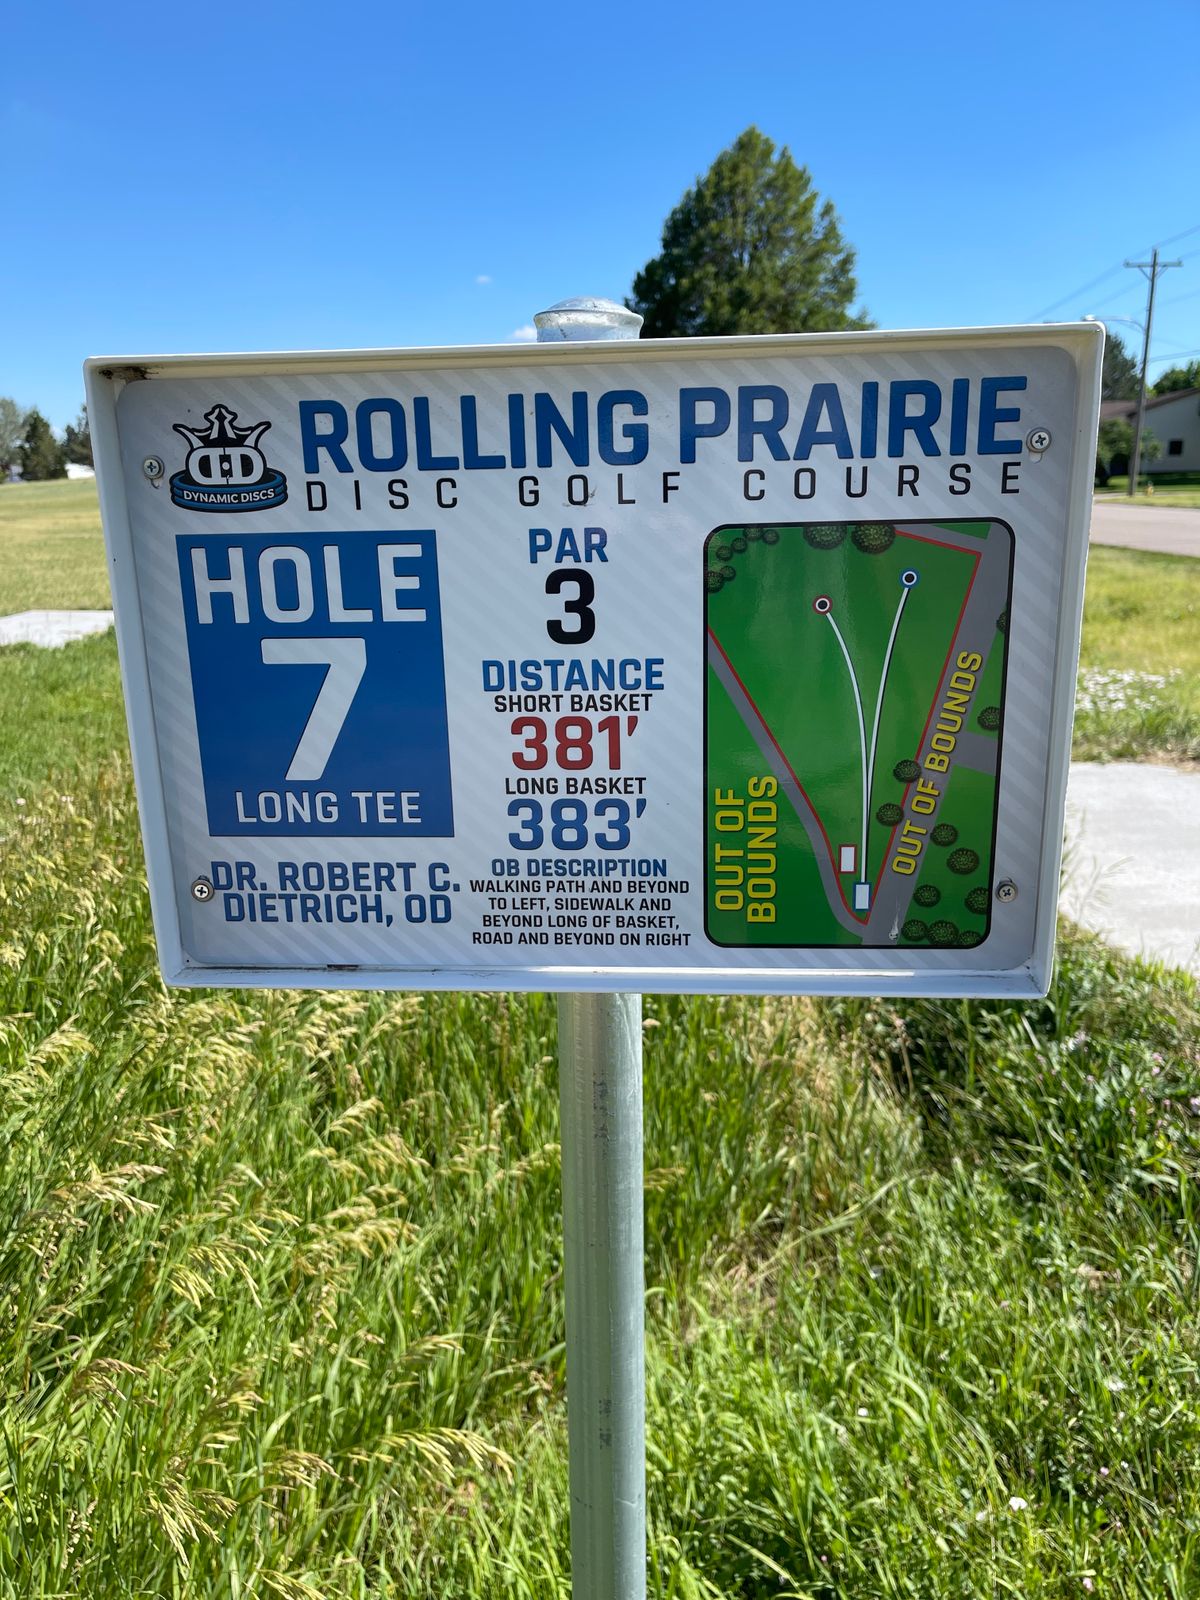 ROLLING PRAIRIE
DISC GOLF COURSE
DYNAMIC DISCS
HOLE
7
LONG TEE
DR. ROBERT C.
DIETRICH, OD
PAR
3
DISTANCE
SHORT BASKET
381'
LONG BASKET
383'
OB DESCRIPTION
WALKING PATH AND BEYOND
TO LEFT, SIDEWALK AND
BEYOND LONG OF BASKET,
ROAD AND BEYOND ON RIGHT
OUT OF
BOUNDS
OUT OF BOUNDS